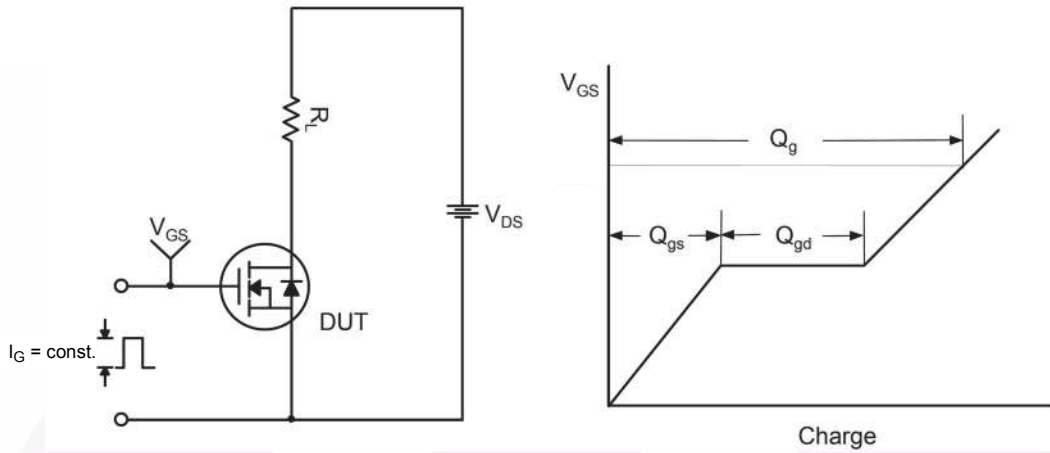 R_L
V_DS
V_GS
DUT
I_G = const.
V_GS
Q_g
Q_gs
Q_gd
Charge